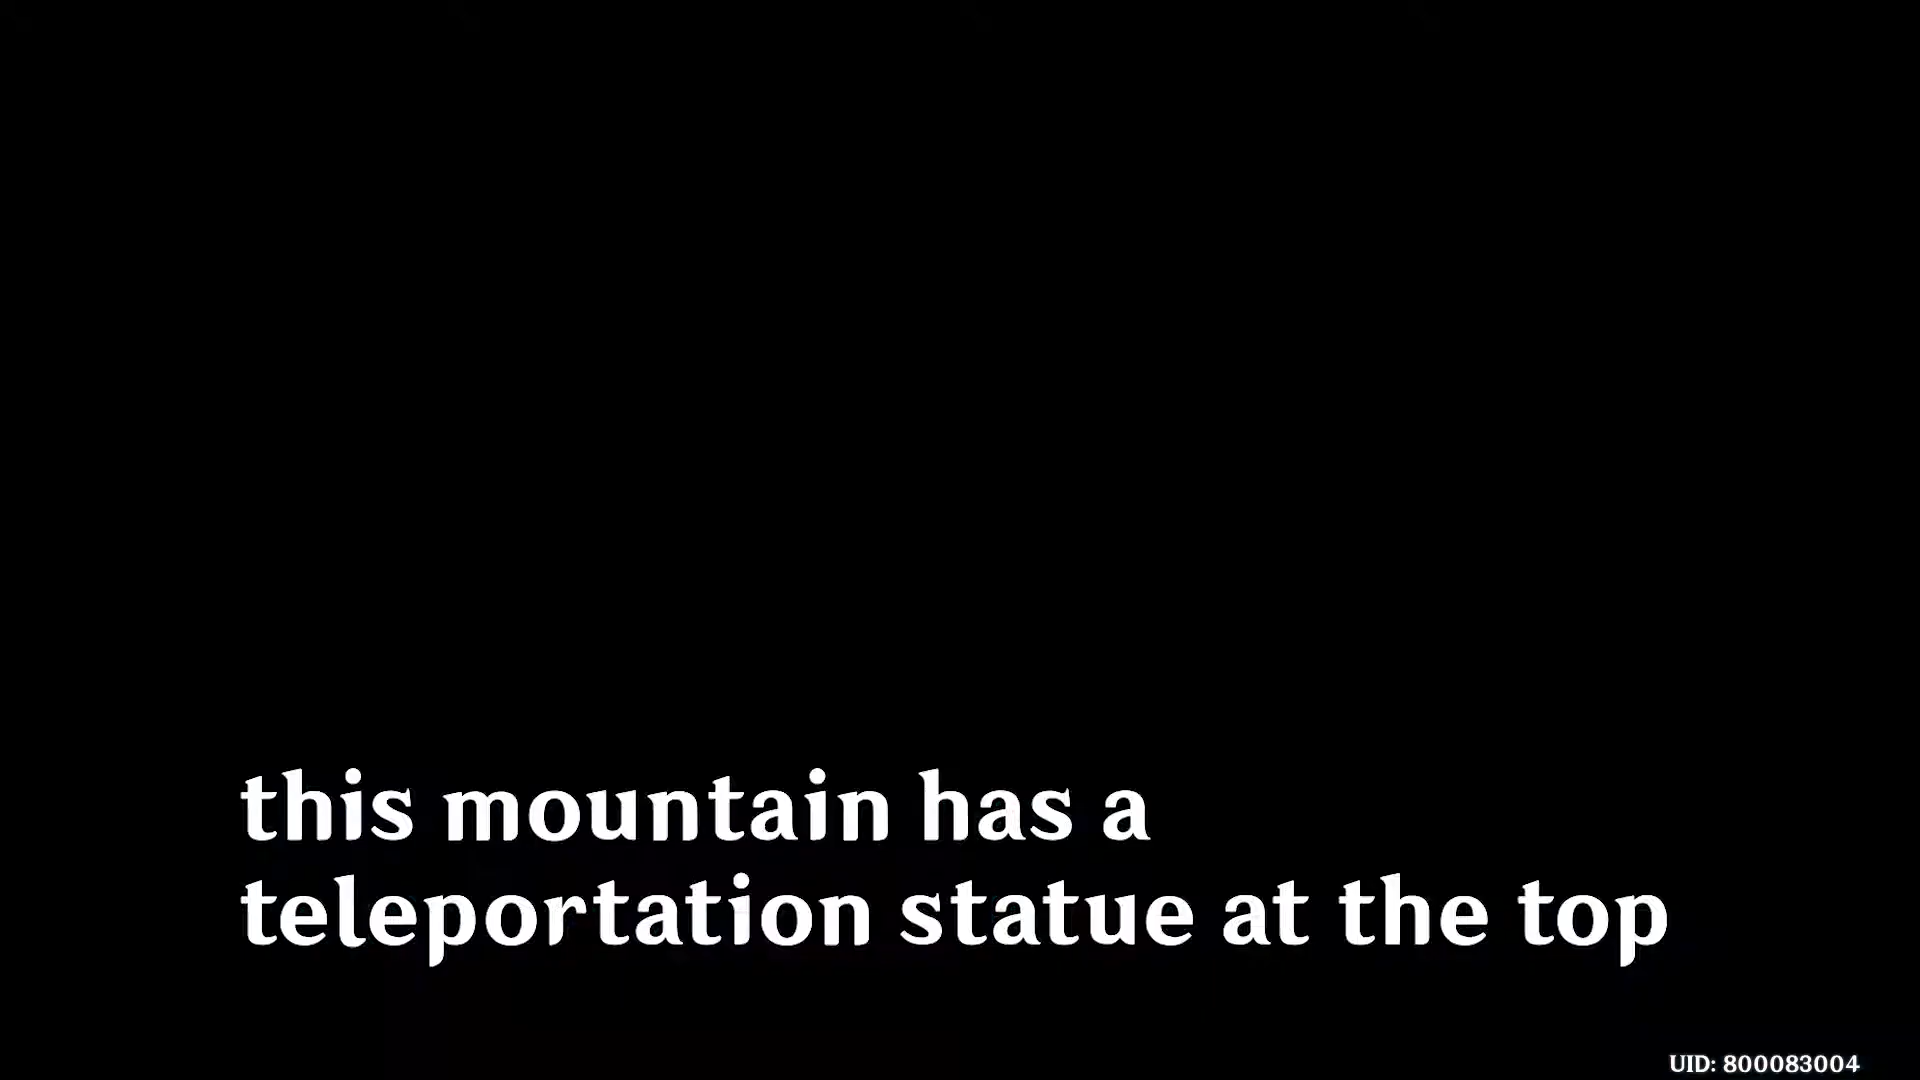 this mountain has a
teleportation statue at the top
UID: 800083004